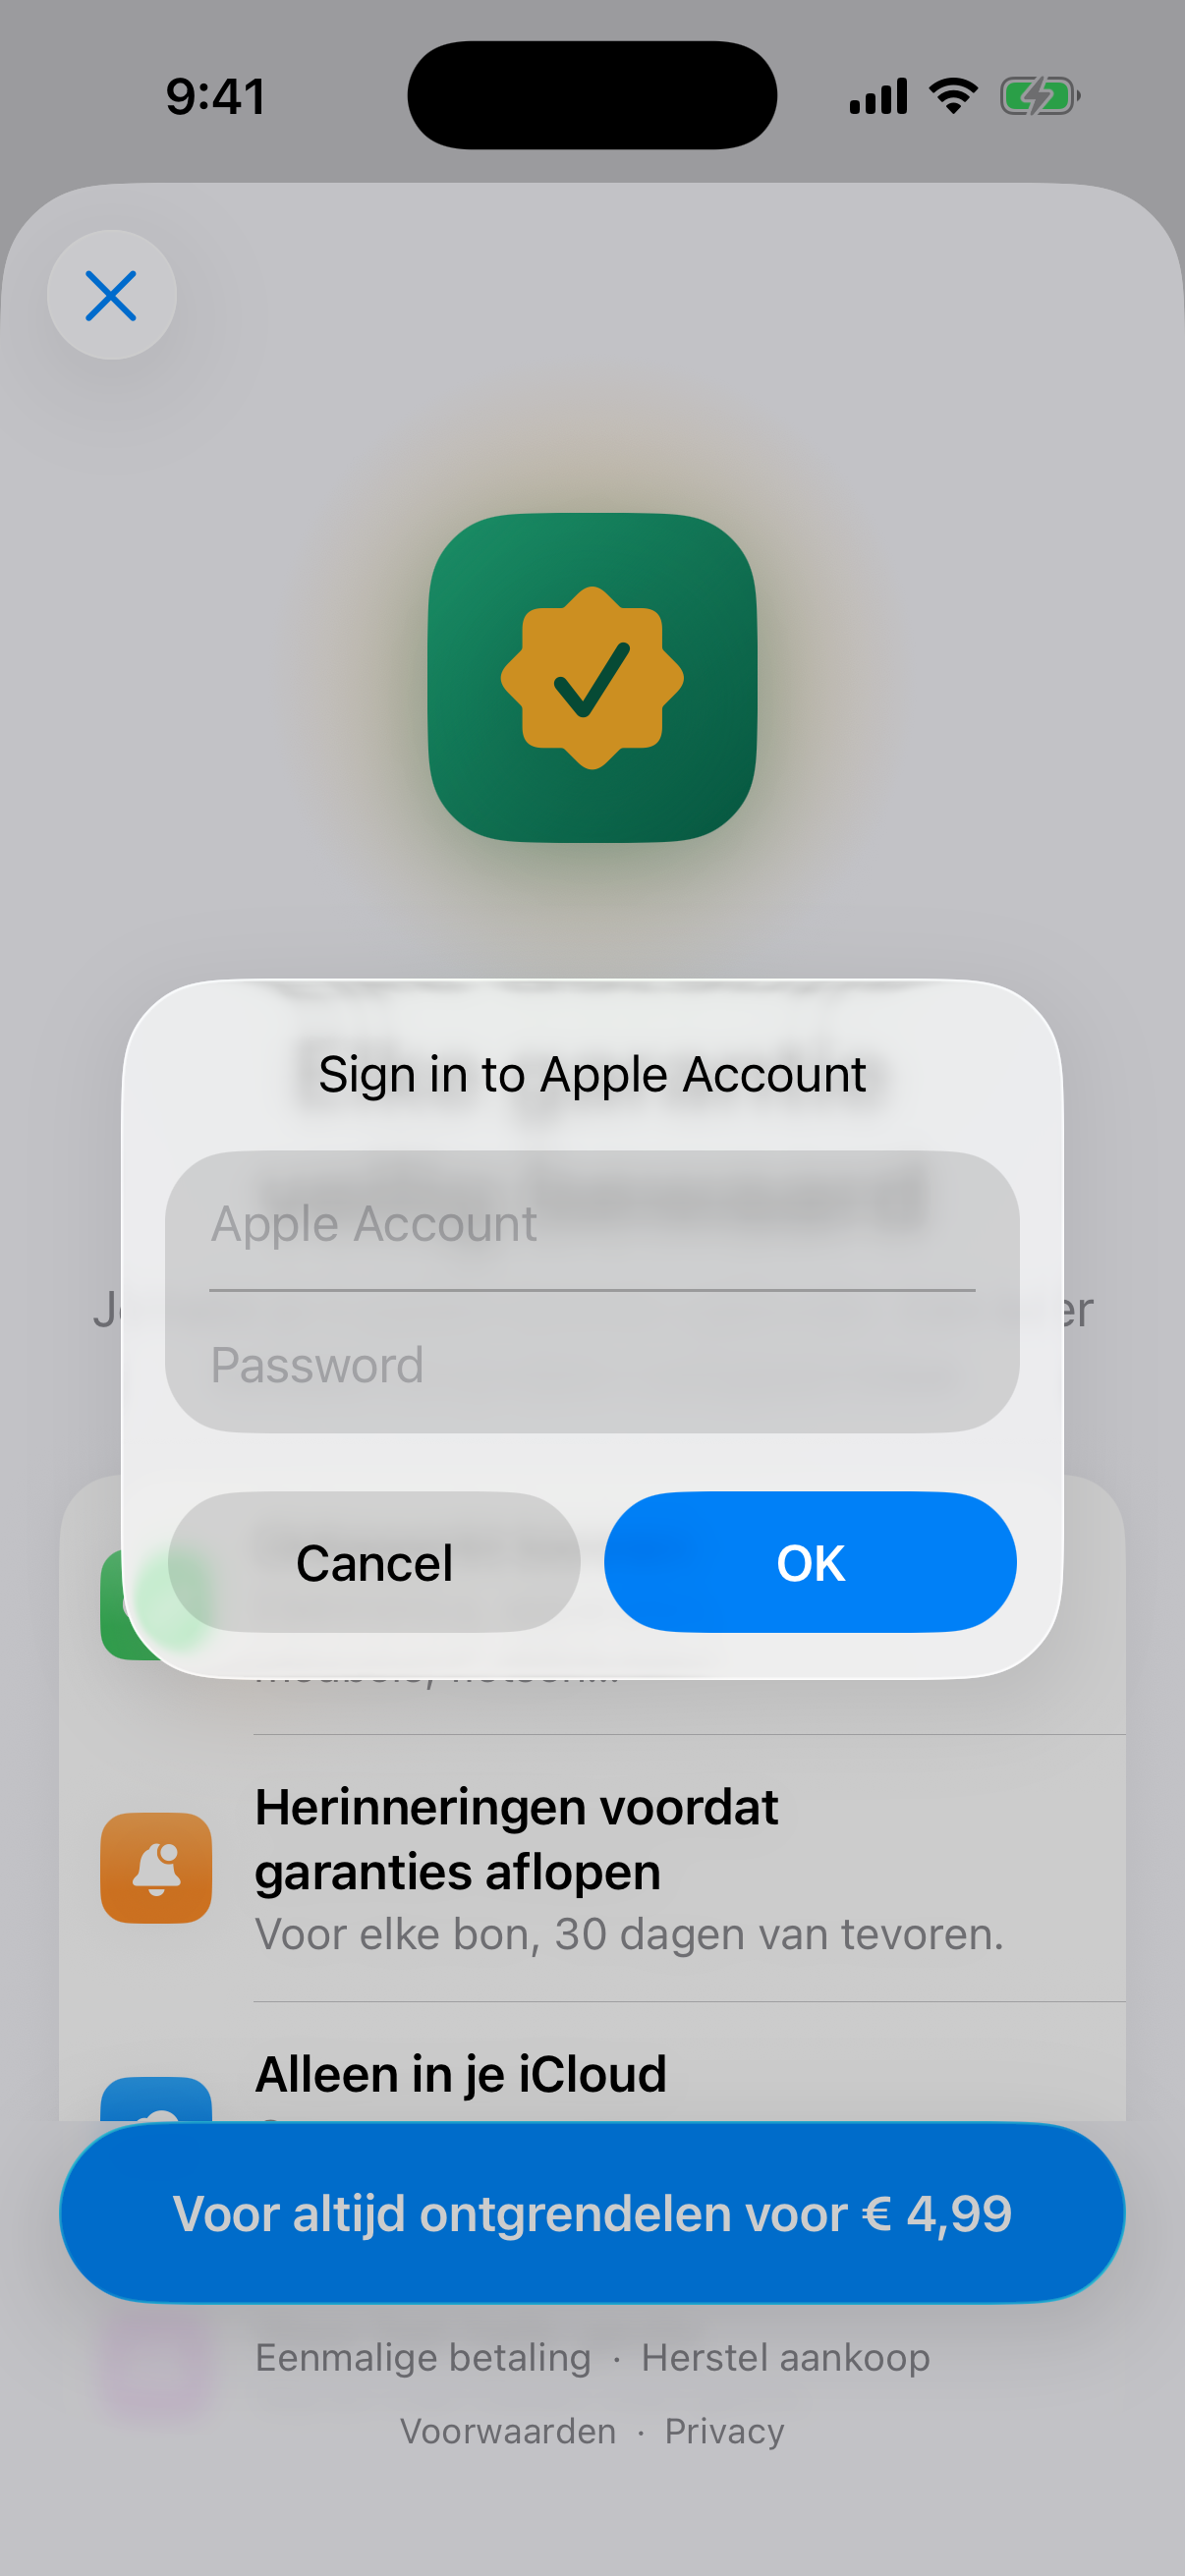 9:41
Sign in to Apple Account
Apple Account
Password
Cancel
OK
Herinneringen voordat
garanties aflopen
Voor elke bon, 30 dagen van tevoren.
Alleen in je iCloud
Voor altijd ontgrendelen voor € 4,99
Eenmalige betaling · Herstel aankoop
Voorwaarden · Privacy